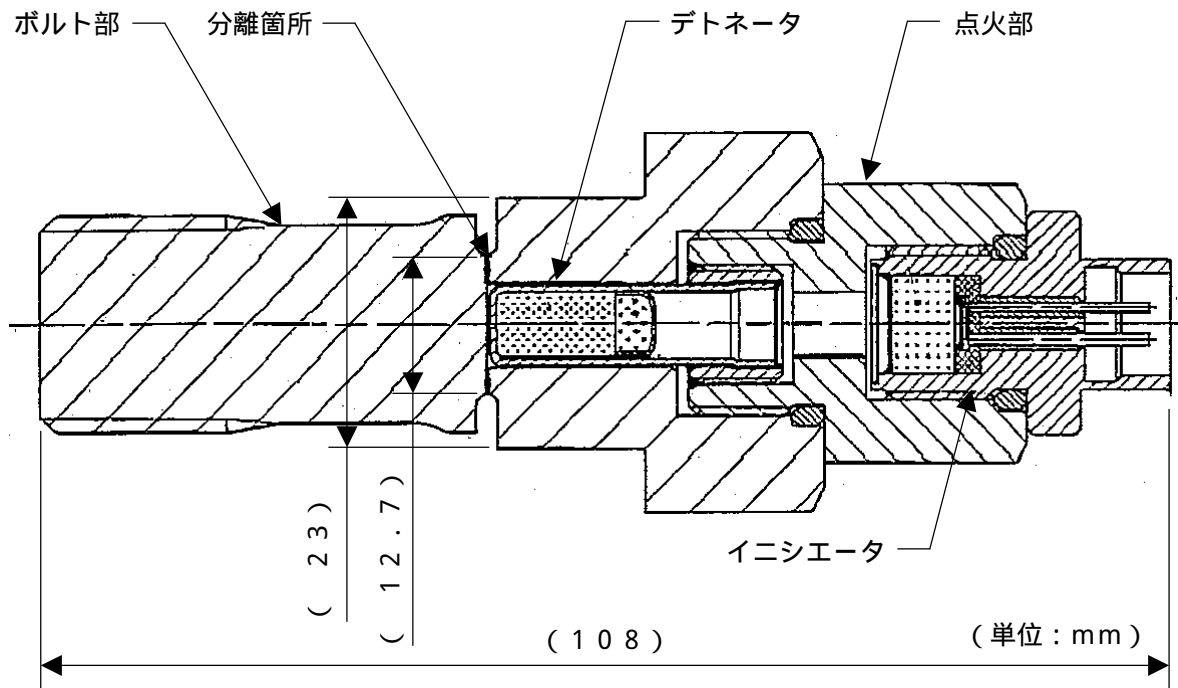 ボルト部
分離箇所
デトネータ
点火部
イニシエータ
(23)
(12.7)
(108)
(単位:mm)